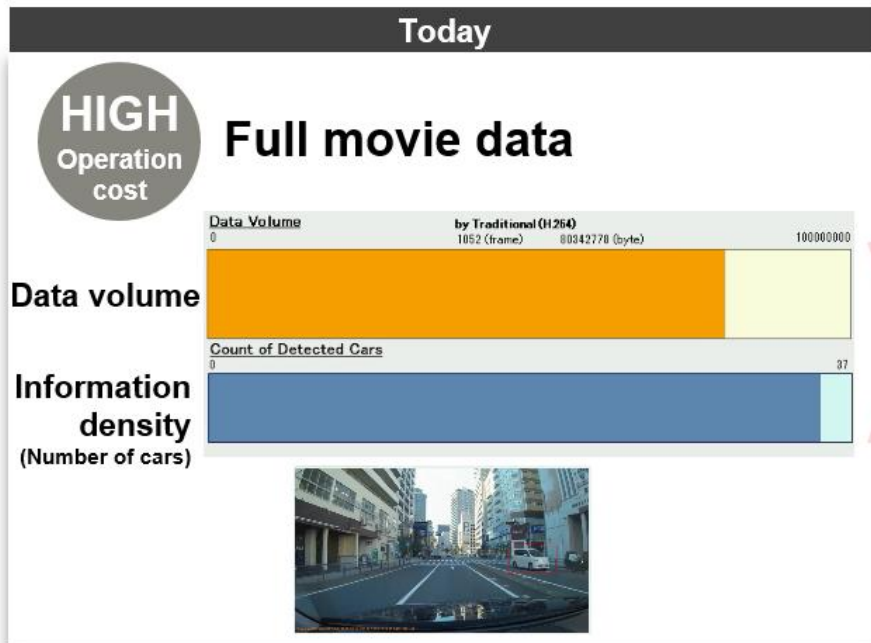 Today
HIGH
Operation
cost
Full movie data
Data Volume
by Traditional (H.264)
0
1052 (frame) 80342778 (byte)
100000000
Data volume
Count of Detected Cars
0
37
Information
density
(Number of cars)